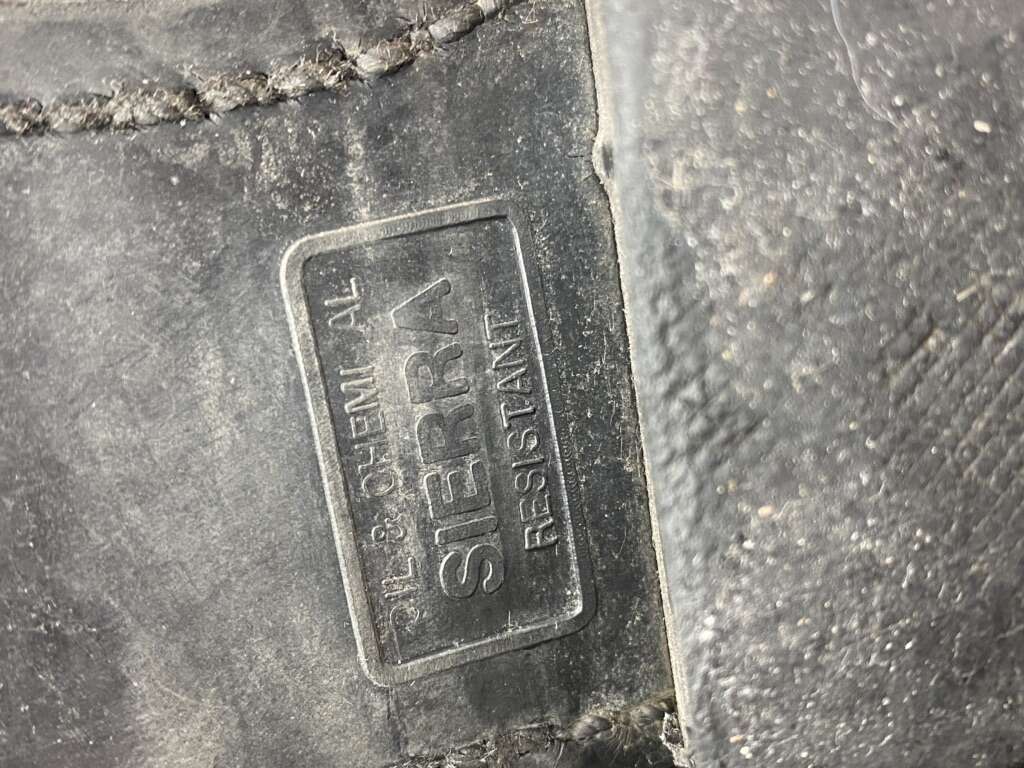 OIL & CHEMICAL
SIERRA
RESISTANT